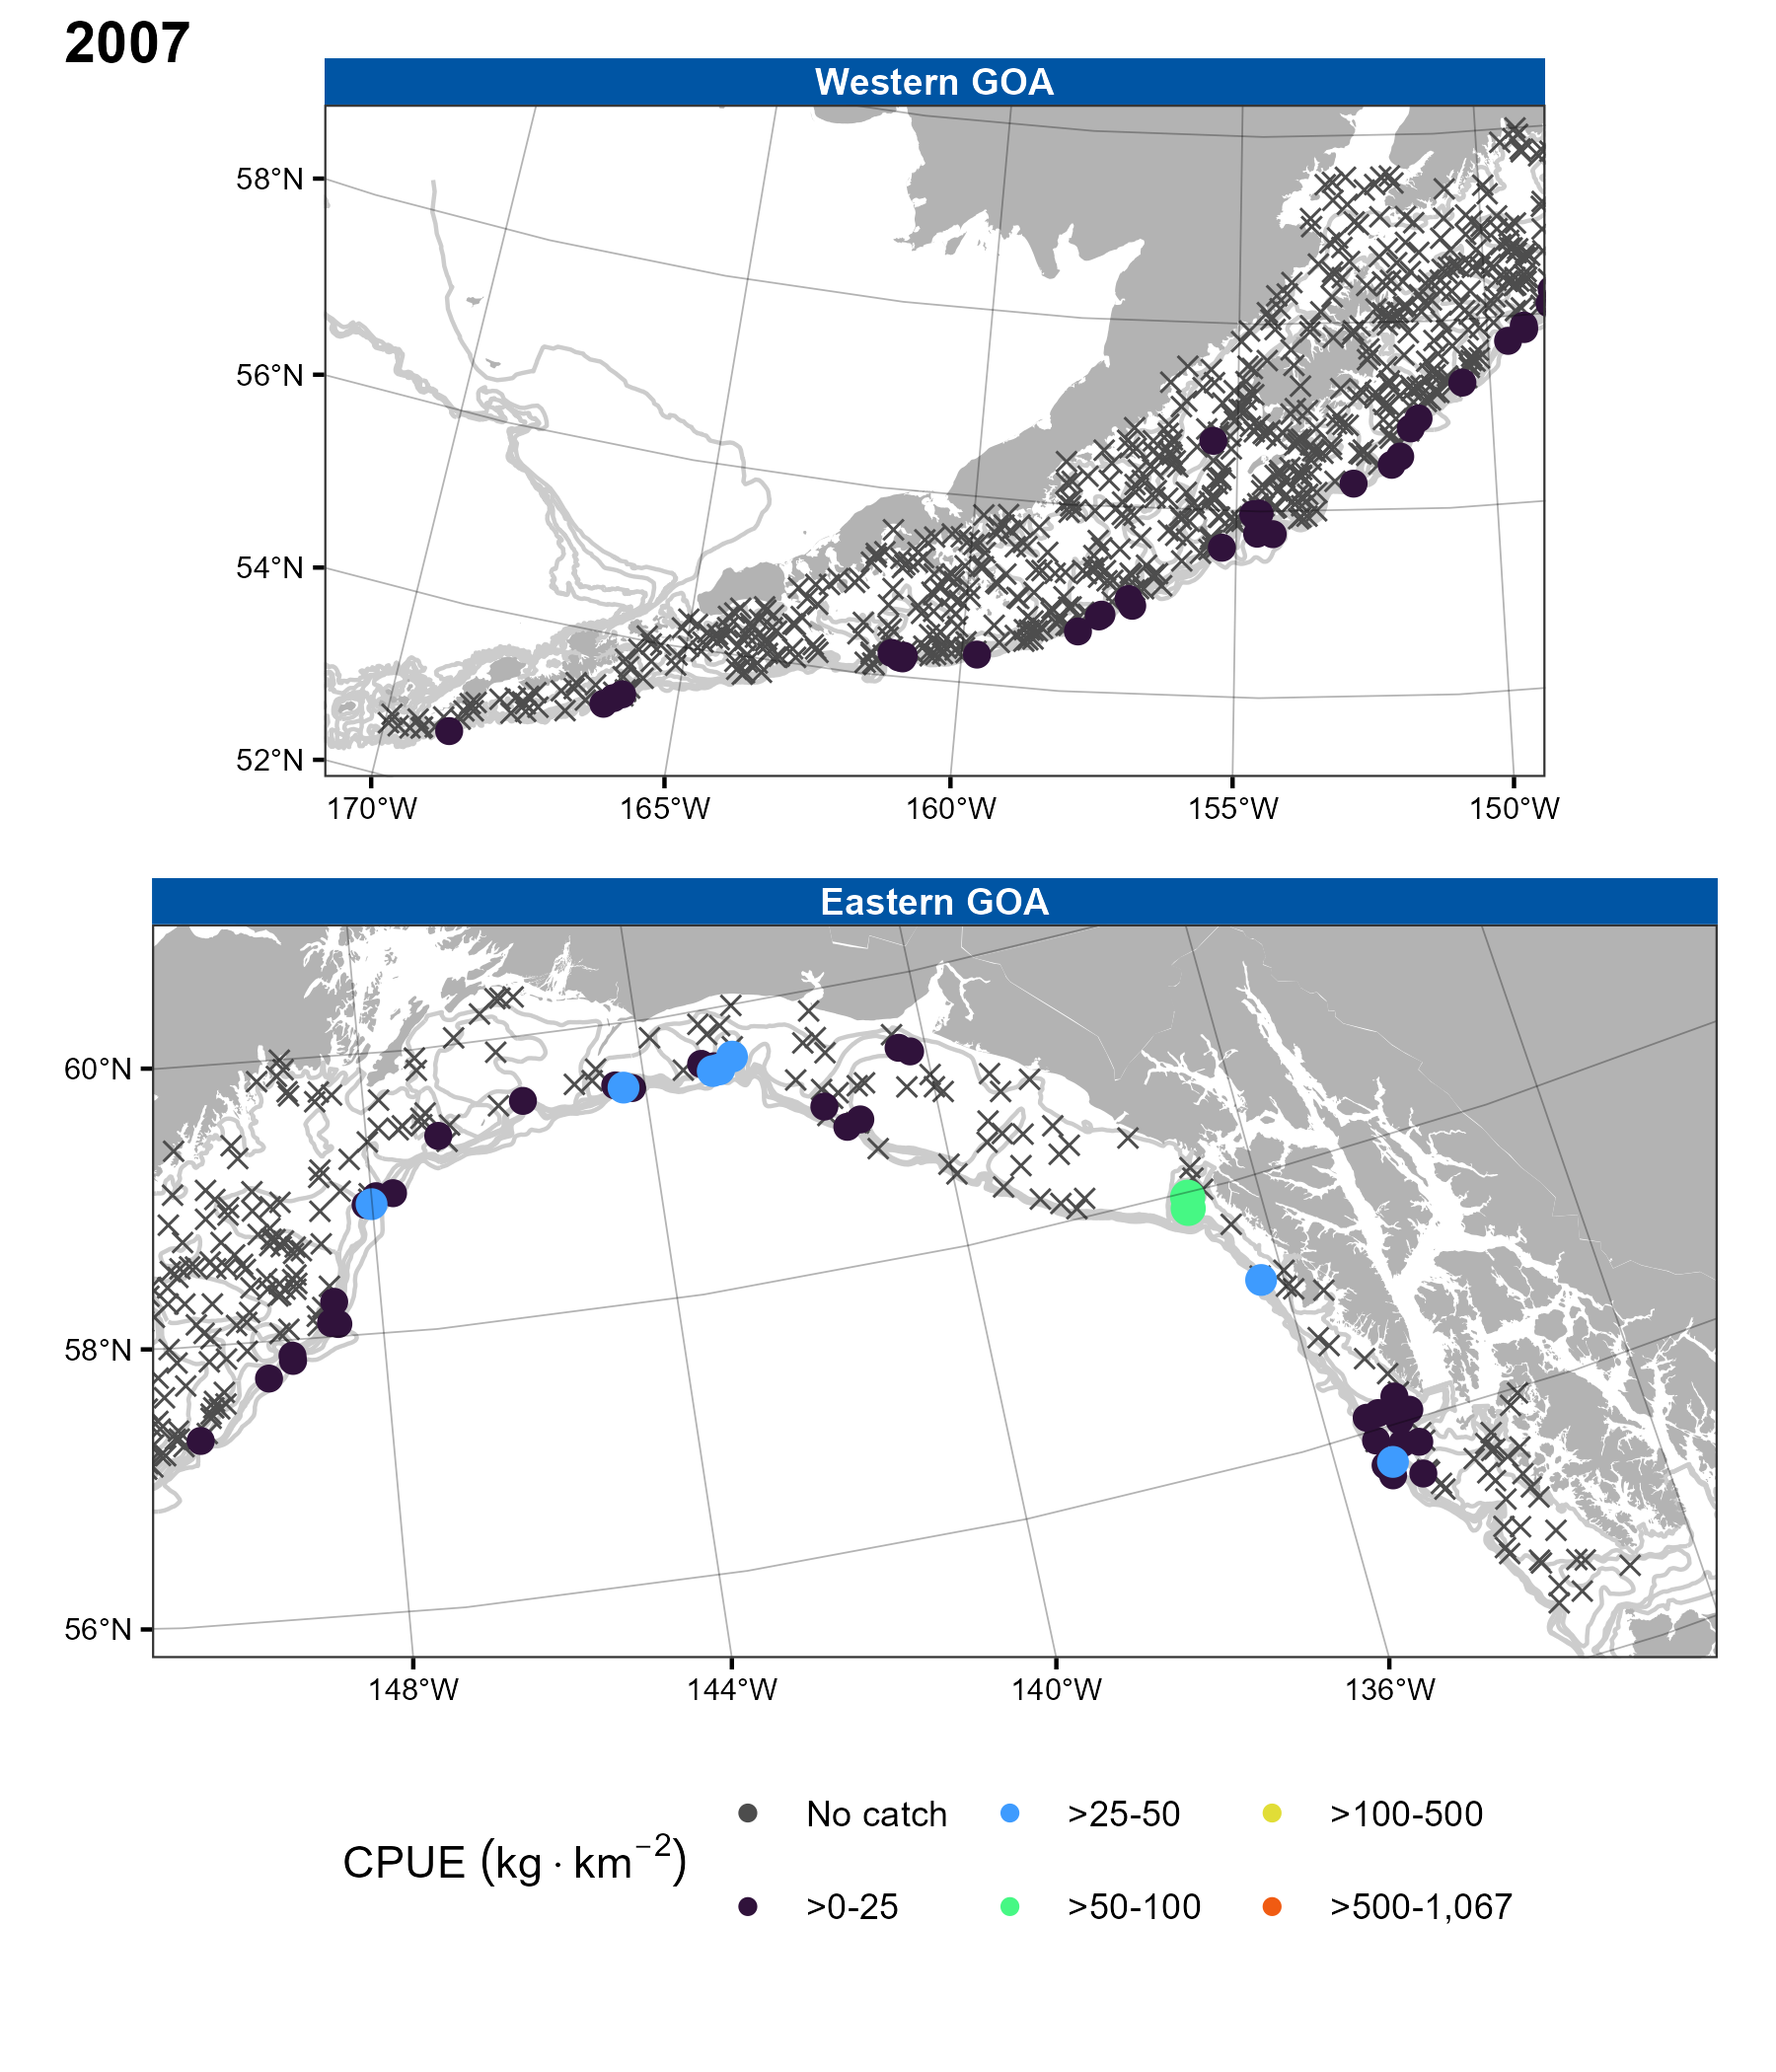 2007
Western GOA
58°N
56°N
54°N
52°N
170°W 165°W 160°W 155°W 150°W
Eastern GOA
60°N
58°N
56°N
148°W 144°W 140°W 136°W
CPUE (kg · km⁻²)
No catch >25-50 >100-500
>0-25 >50-100 >500-1,067